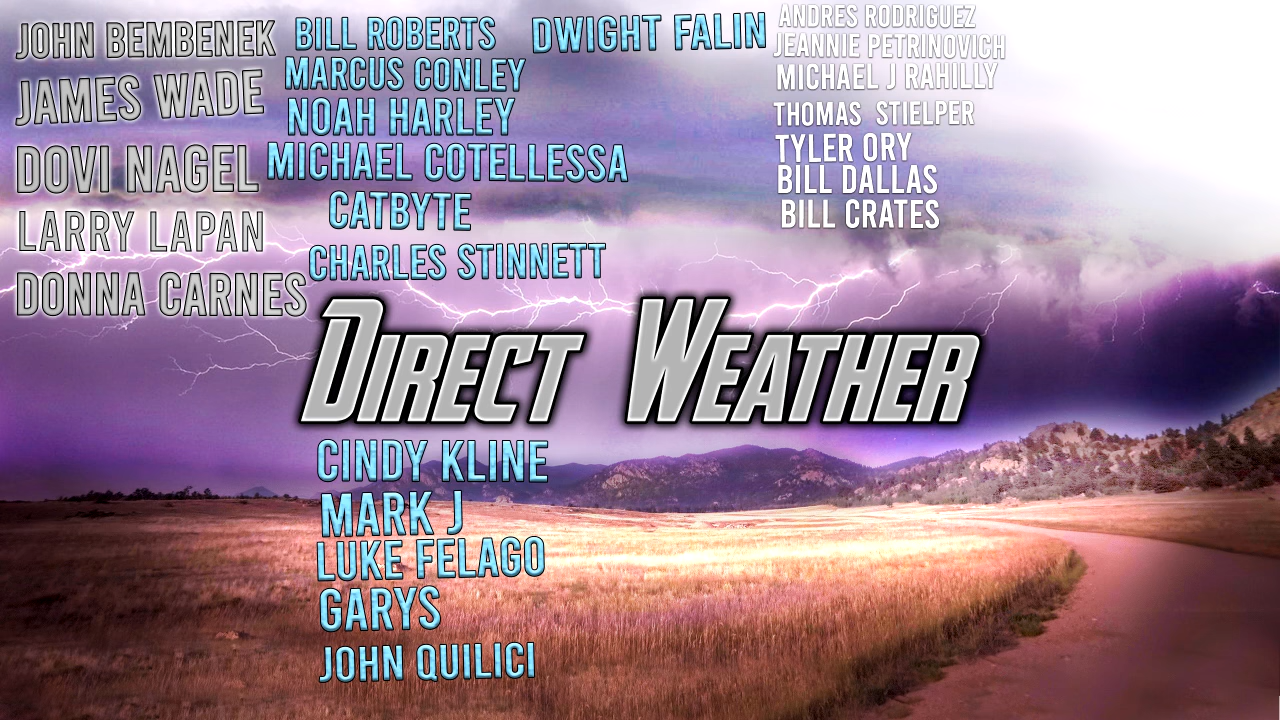 JOHN BEMBENEK
JAMES WADE
DOVI NAGEL
LARRY LAPAN
DONNA CARNES
BILL ROBERTS
MARCUS CONLEY
NOAH HARLEY
MICHAEL COTELLESSA
CATBYTE
CHARLES STINNETT
DWIGHT FALIN
ANDRES RODRIGUEZ
JEANNIE PETRINOVICH
MICHAEL J RAHILLY
THOMAS STIELPER
TYLER ORY
BILL DALLAS
BILL CRATES
DIRECT WEATHER
CINDY KLINE
MARK J
LUKE FELAGO
GARYS
JOHN QUILICI